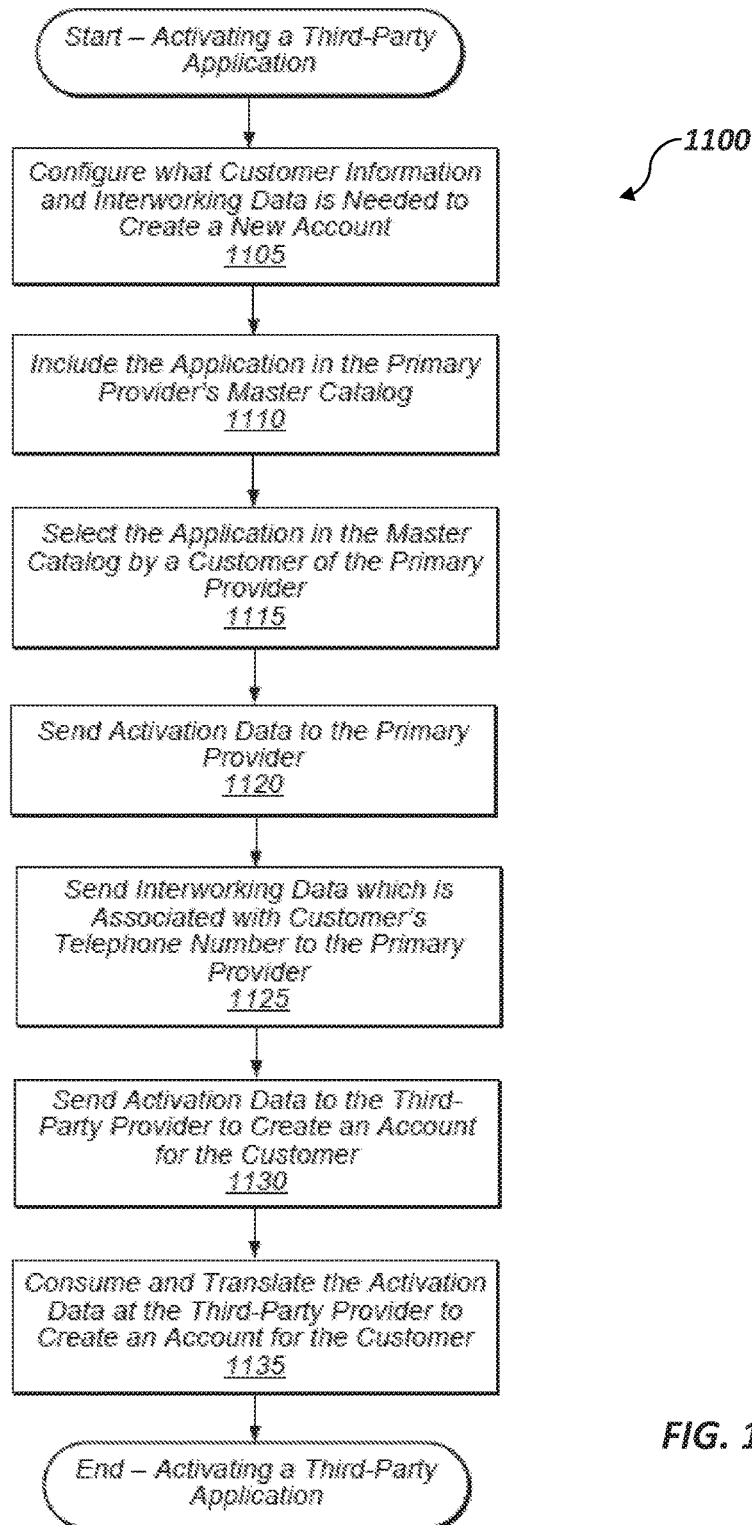 Start – Activating a Third-Party
Application
1100
Configure what Customer Information
and Interworking Data is Needed to
Create a New Account
1105
Include the Application in the Primary
Provider's Master Catalog
1110
Select the Application in the Master
Catalog by a Customer of the Primary
Provider
1115
Send Activation Data to the Primary
Provider
1120
Send Interworking Data which is
Associated with Customer's
Telephone Number to the Primary
Provider
1125
Send Activation Data to the Third-
Party Provider to Create an Account
for the Customer
1130
Consume and Translate the Activation
Data at the Third-Party Provider to
Create an Account for the Customer
1135
FIG. 1
End – Activating a Third-Party
Application